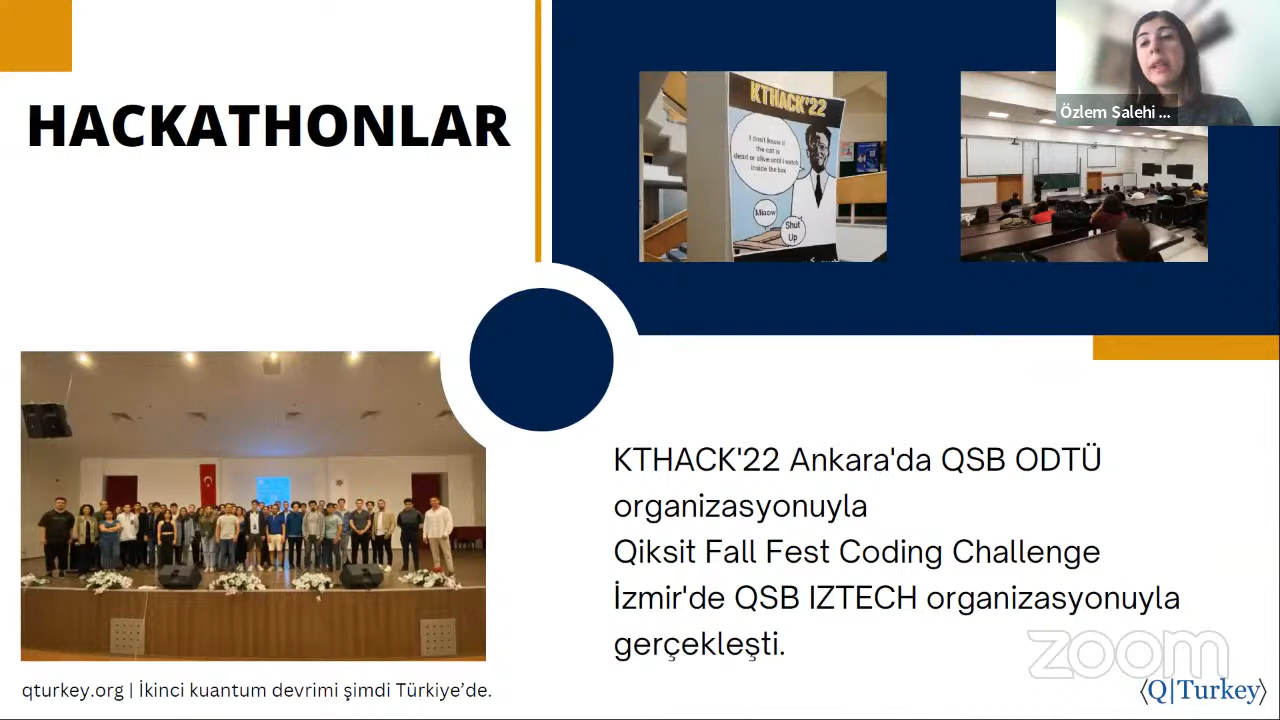 HACKATHONLAR
KTHACK'22
I don't know if
the cat is
dead or alive until I watch
inside the box
Miaow
Shut
Up
Özlem Salehi ...
KTHACK'22 Ankara'da QSB ODTÜ
organizasyonuyla
Qiksit Fall Fest Coding Challenge
İzmir'de QSB IZTECH organizasyonuyla
gerçekleşti.
zoom
qturkey.org | İkinci kuantum devrimi şimdi Türkiye’de.
⟨Q|Turkey⟩